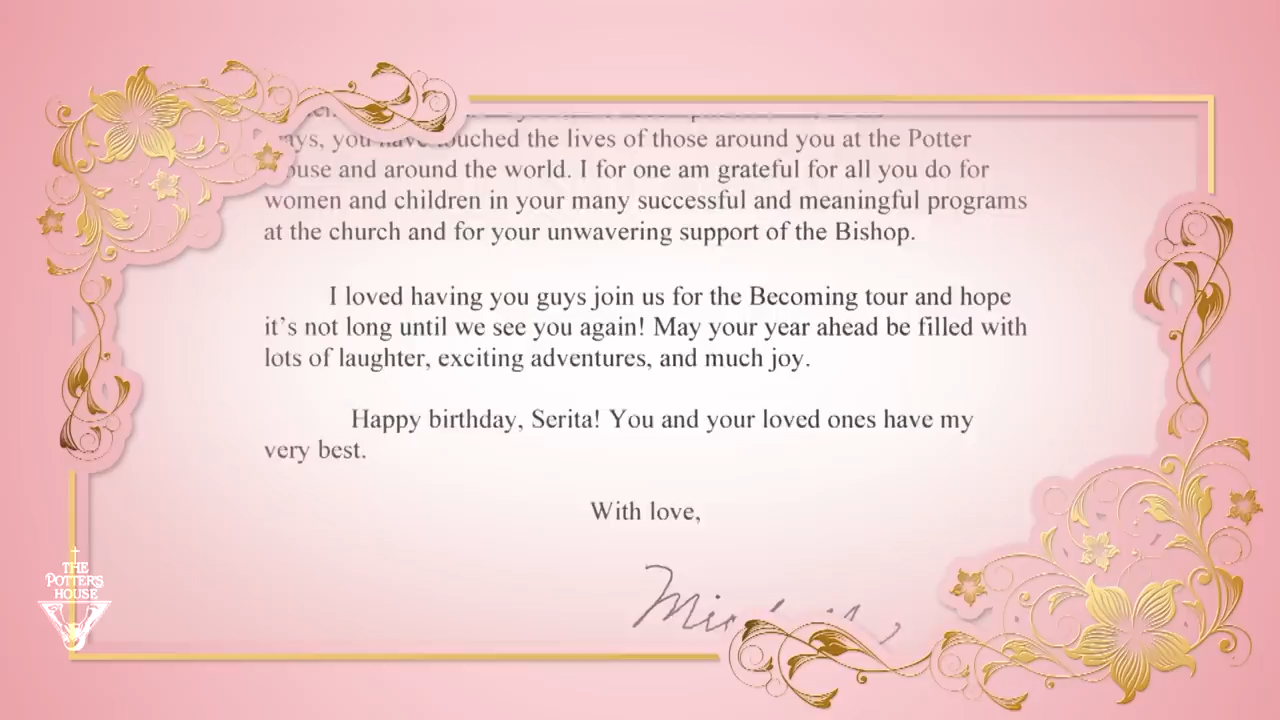 you have touched the lives of those around you at the Potter
and around the world. I for one am grateful for all you do for
women and children in your many successful and meaningful programs
at the church and for your unwavering support of the Bishop.
I loved having you guys join us for the Becoming tour and hope
it's not long until we see you again! May your year ahead be filled with
lots of laughter, exciting adventures, and much joy.
Happy birthday, Serita! You and your loved ones have my
very best.
With love,
THE
POTTER'S
HOUSE